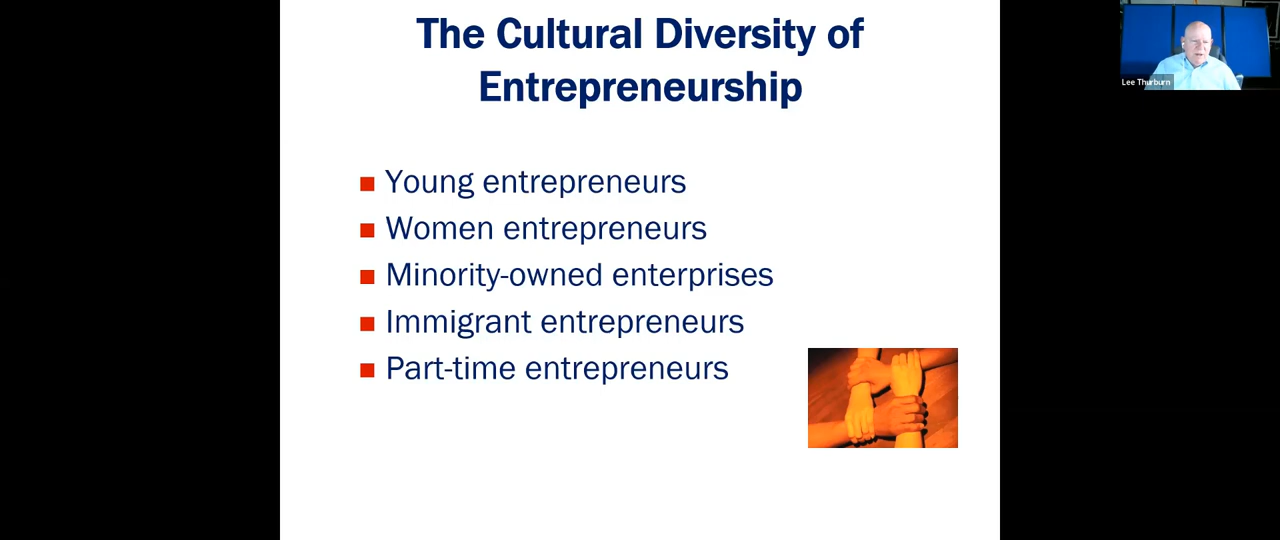 The Cultural Diversity of
Entrepreneurship
Young entrepreneurs
Women entrepreneurs
Minority-owned enterprises
Immigrant entrepreneurs
Part-time entrepreneurs
Lee Thurburn